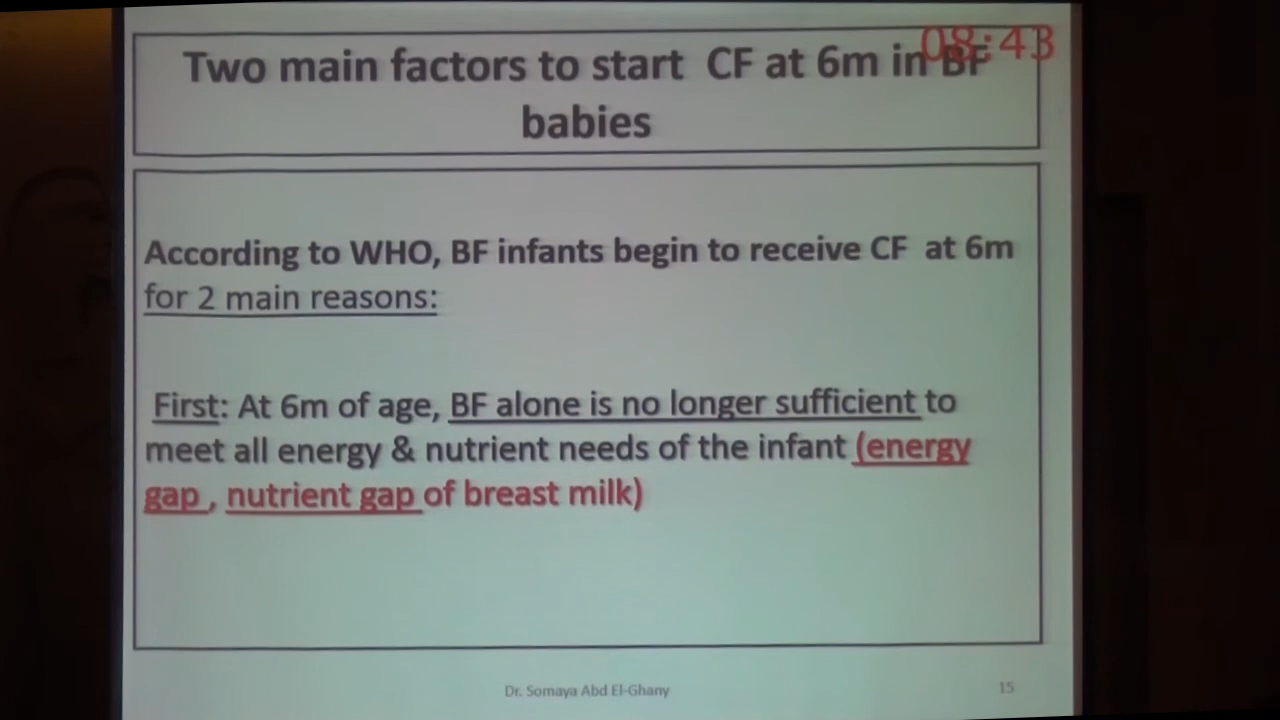 08:43
Two main factors to start CF at 6m in BF
babies
According to WHO, BF infants begin to receive CF at 6m
for 2 main reasons:
First: At 6m of age, BF alone is no longer sufficient to
meet all energy & nutrient needs of the infant (energy
gap , nutrient gap of breast milk)
Dr. Somaya Abd El-Ghany
15